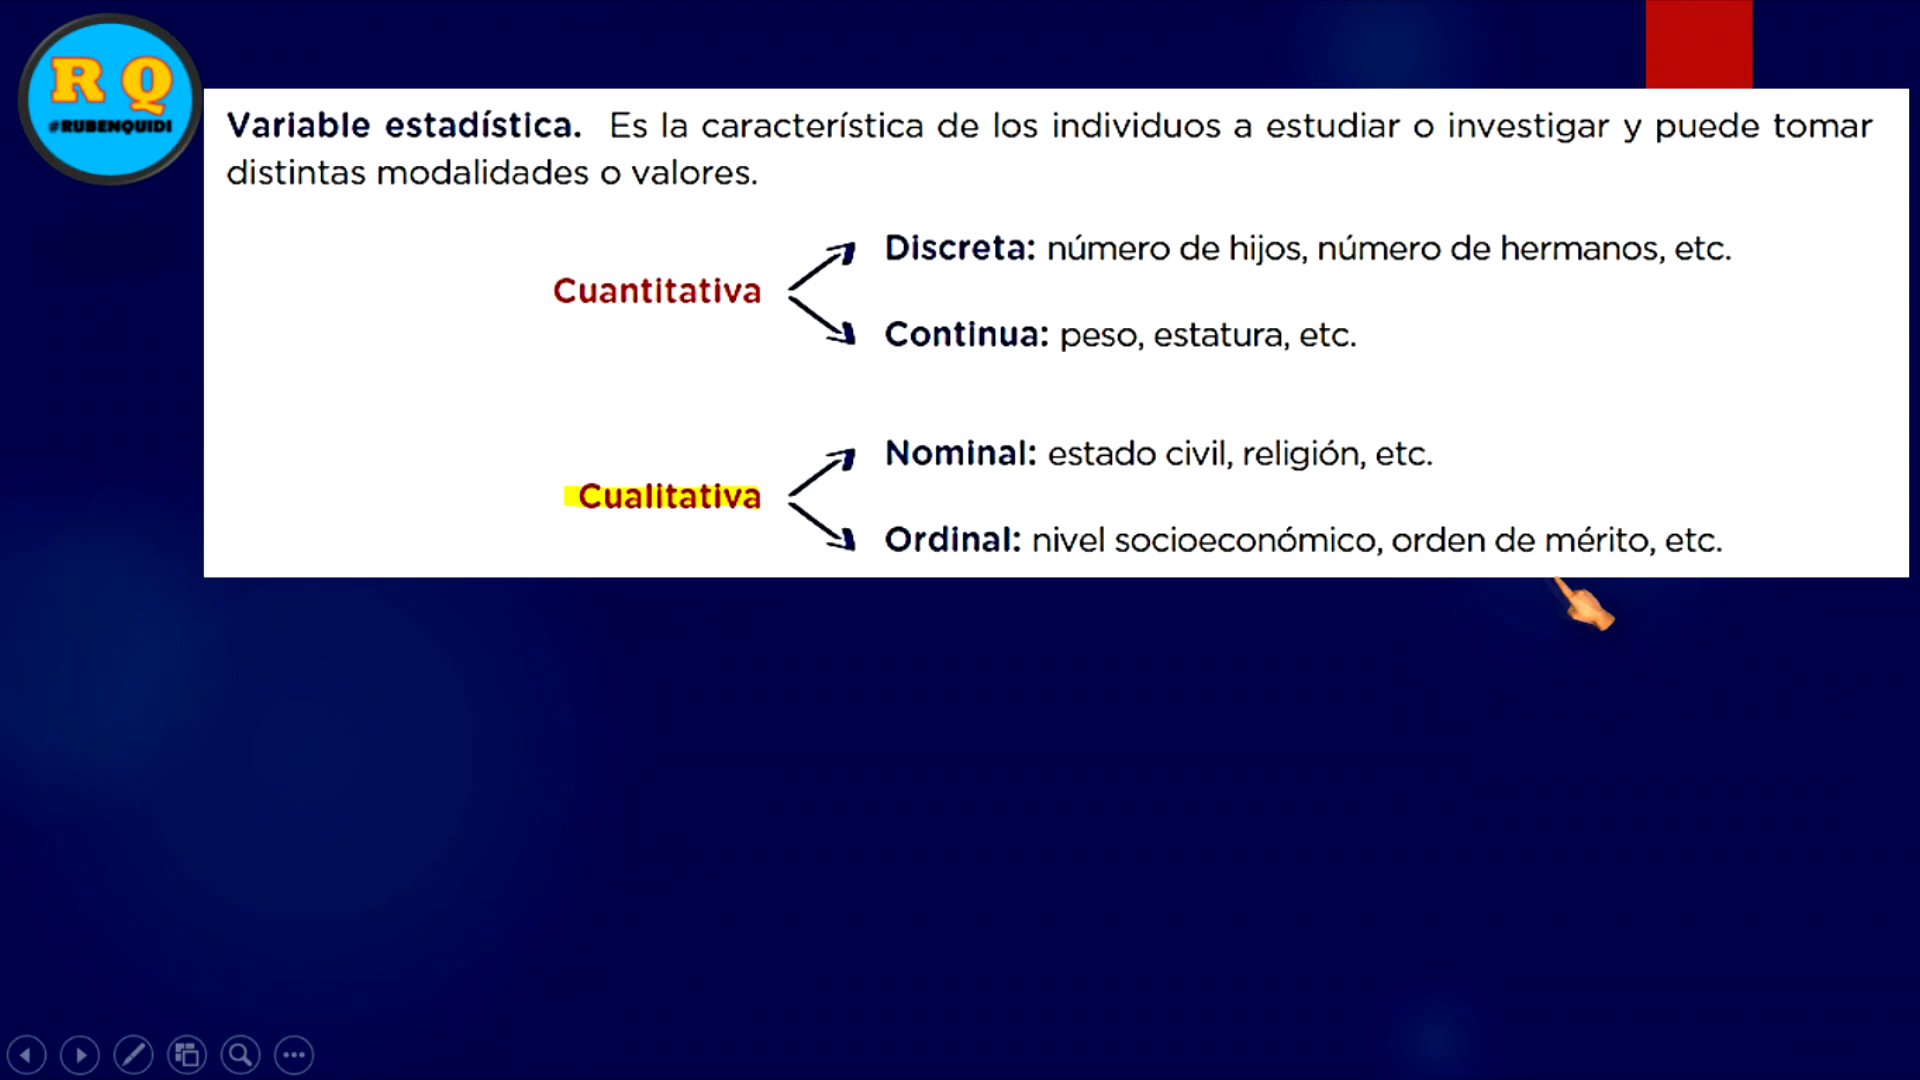 R Q
#RUBENQUIDI
Variable estadística. Es la característica de los individuos a estudiar o investigar y puede tomar
distintas modalidades o valores.
Discreta: número de hijos, número de hermanos, etc.
Cuantitativa
Continua: peso, estatura, etc.
Nominal: estado civil, religión, etc.
Cualitativa
Ordinal: nivel socioeconómico, orden de mérito, etc.